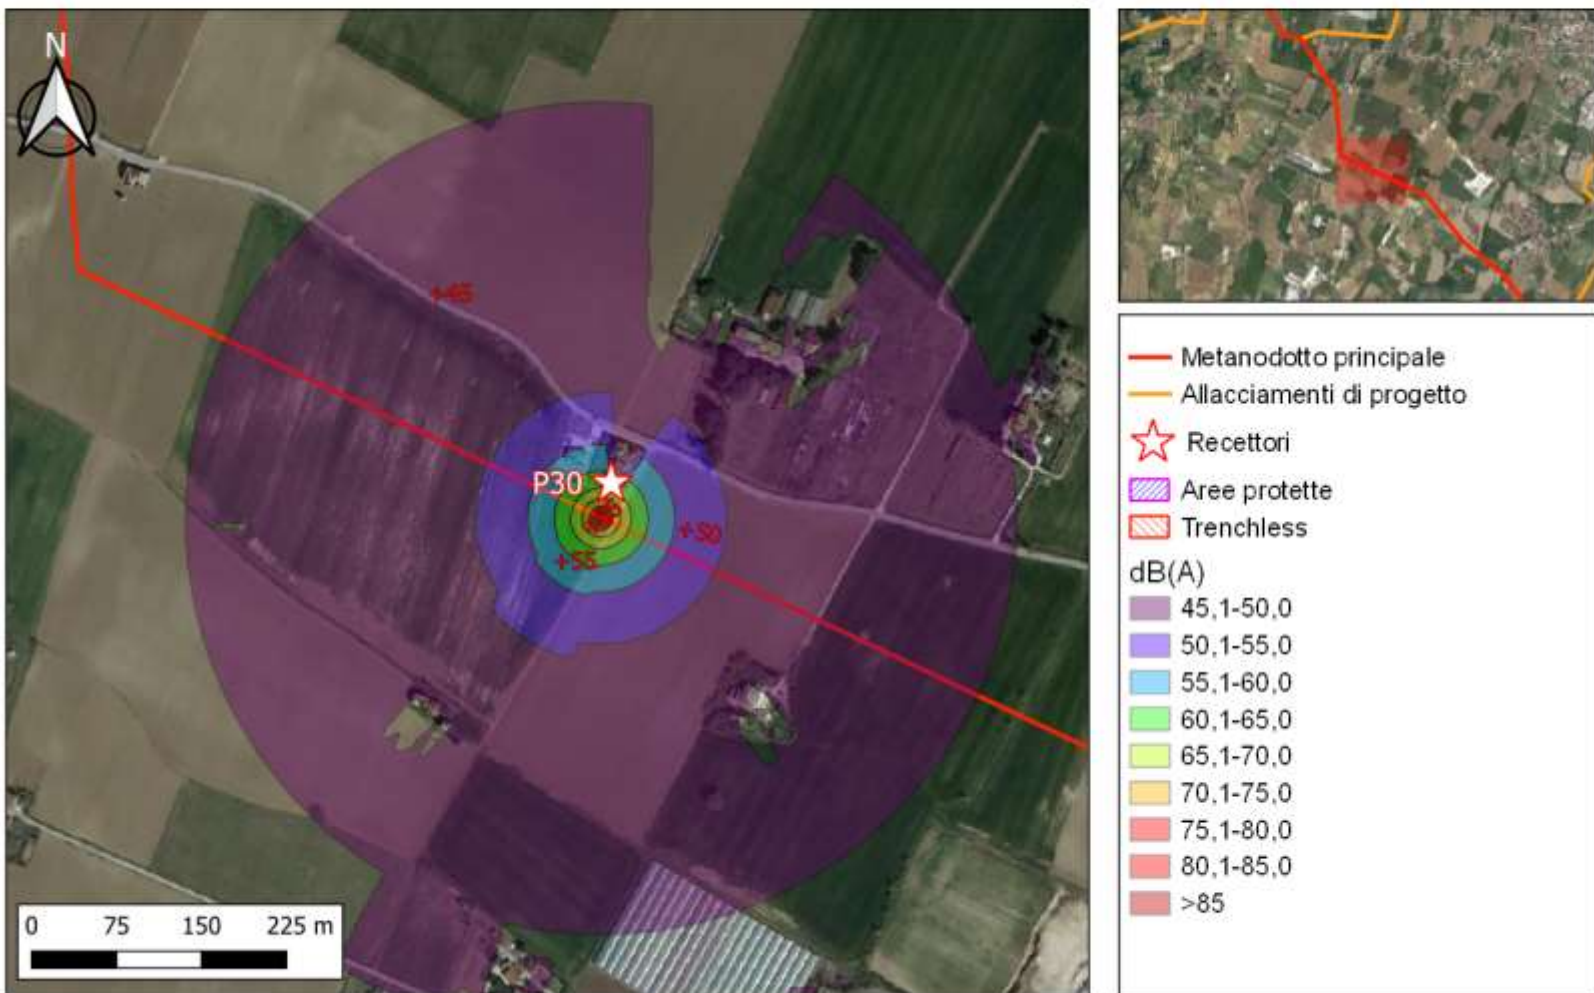 N
+45
P30
+50
+55
0 75 150 225 m
Metanodotto principale
Allacciamenti di progetto
Recettori
Aree protette
Trenchless
dB(A)
45,1-50,0
50,1-55,0
55,1-60,0
60,1-65,0
65,1-70,0
70,1-75,0
75,1-80,0
80,1-85,0
>85